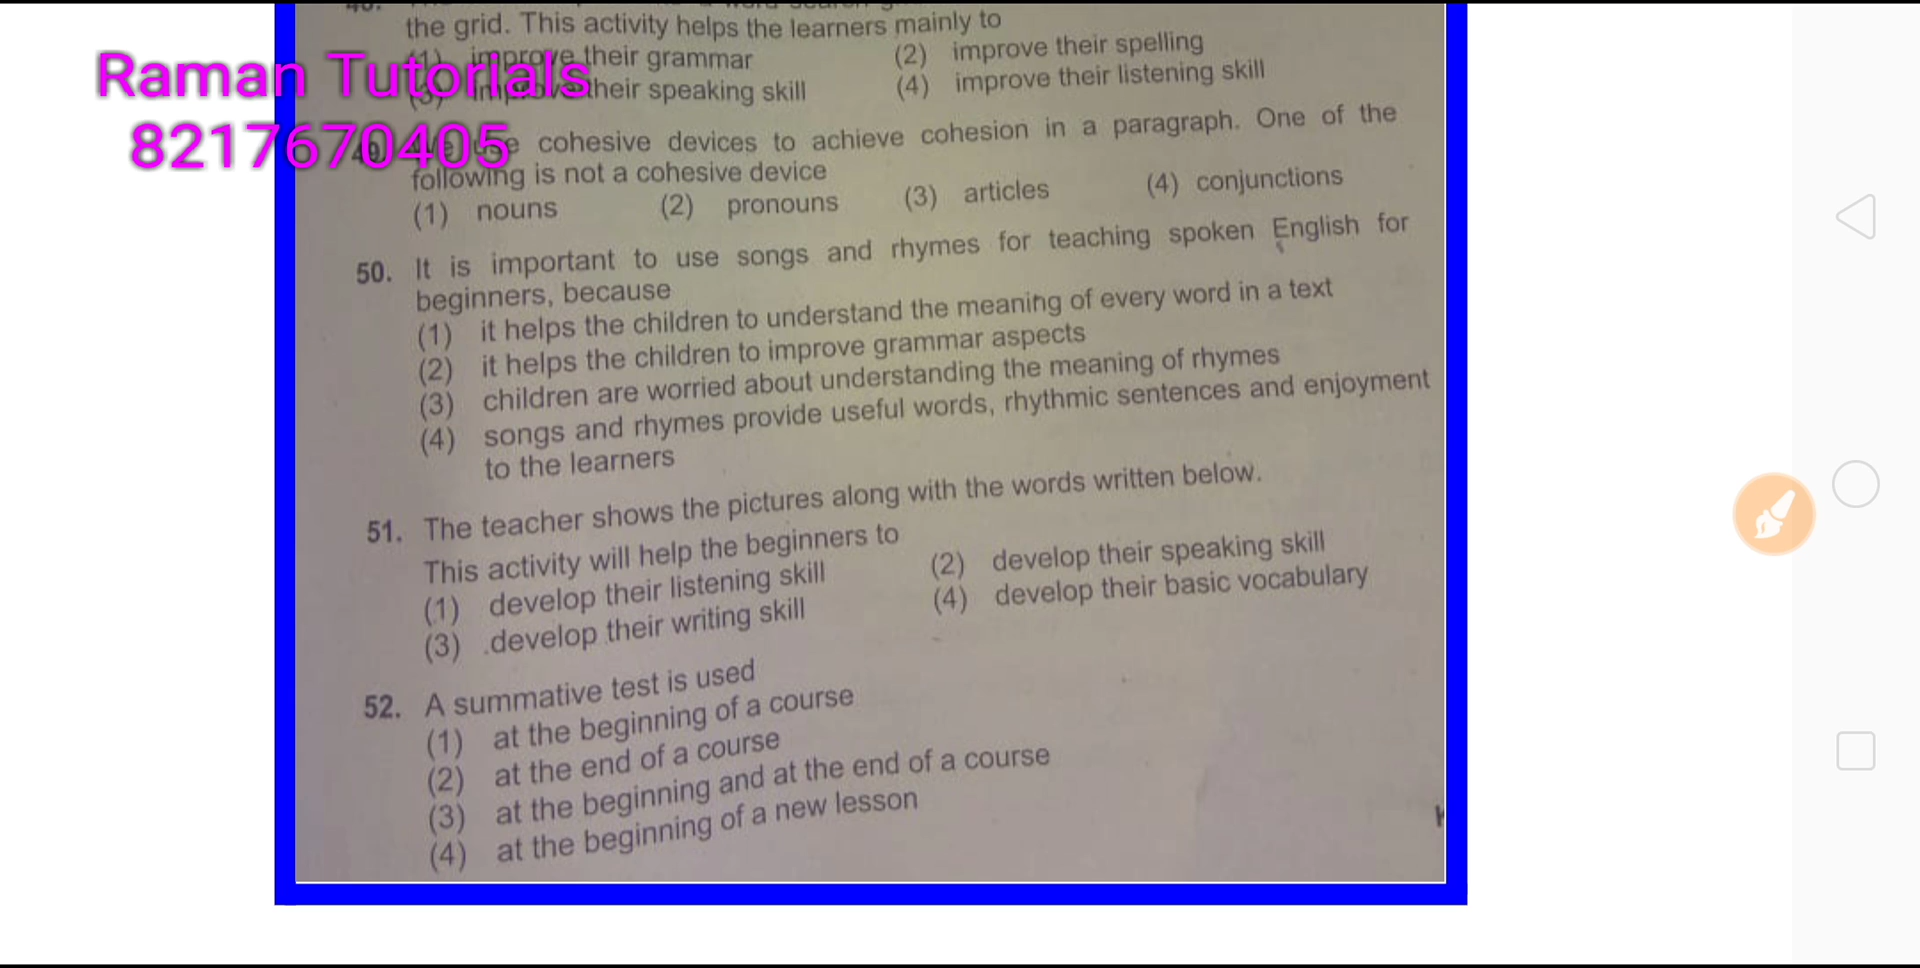 the grid. This activity helps the learners mainly to
(1) improve their grammar (2) improve their spelling
(3) improve their speaking skill (4) improve their listening skill
Raman Tutorials
8217670405
49. We use cohesive devices to achieve cohesion in a paragraph. One of the
following is not a cohesive device
(1) nouns (2) pronouns (3) articles (4) conjunctions
50. It is important to use songs and rhymes for teaching spoken English for
beginners, because
(1) it helps the children to understand the meaning of every word in a text
(2) it helps the children to improve grammar aspects
(3) children are worried about understanding the meaning of rhymes
(4) songs and rhymes provide useful words, rhythmic sentences and enjoyment
to the learners
51. The teacher shows the pictures along with the words written below.
This activity will help the beginners to
(1) develop their listening skill (2) develop their speaking skill
(3) develop their writing skill (4) develop their basic vocabulary
52. A summative test is used
(1) at the beginning of a course
(2) at the end of a course
(3) at the beginning and at the end of a course
(4) at the beginning of a new lesson